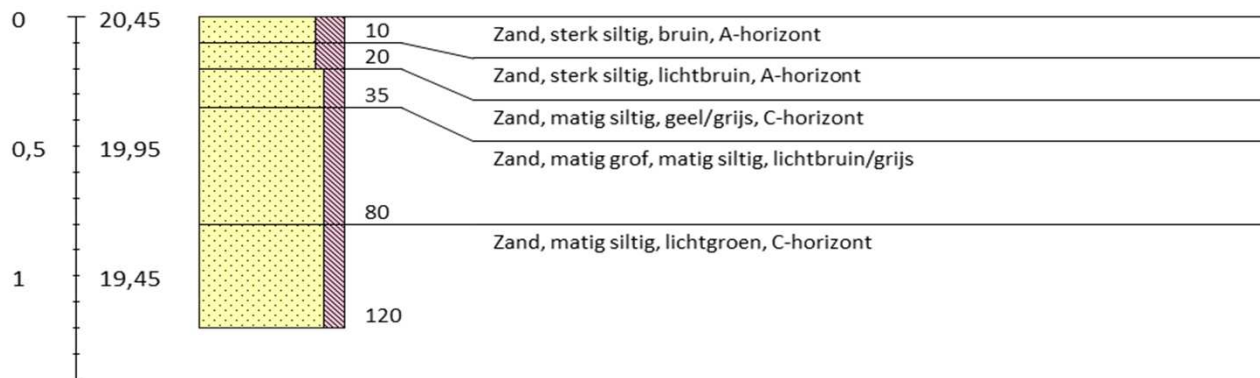 0 20,45
10 Zand, sterk siltig, bruin, A-horizont
20 Zand, sterk siltig, lichtbruin, A-horizont
35 Zand, matig siltig, geel/grijs, C-horizont
0,5 19,95 Zand, matig grof, matig siltig, lichtbruin/grijs
80
Zand, matig siltig, lichtgroen, C-horizont
1 19,45
120